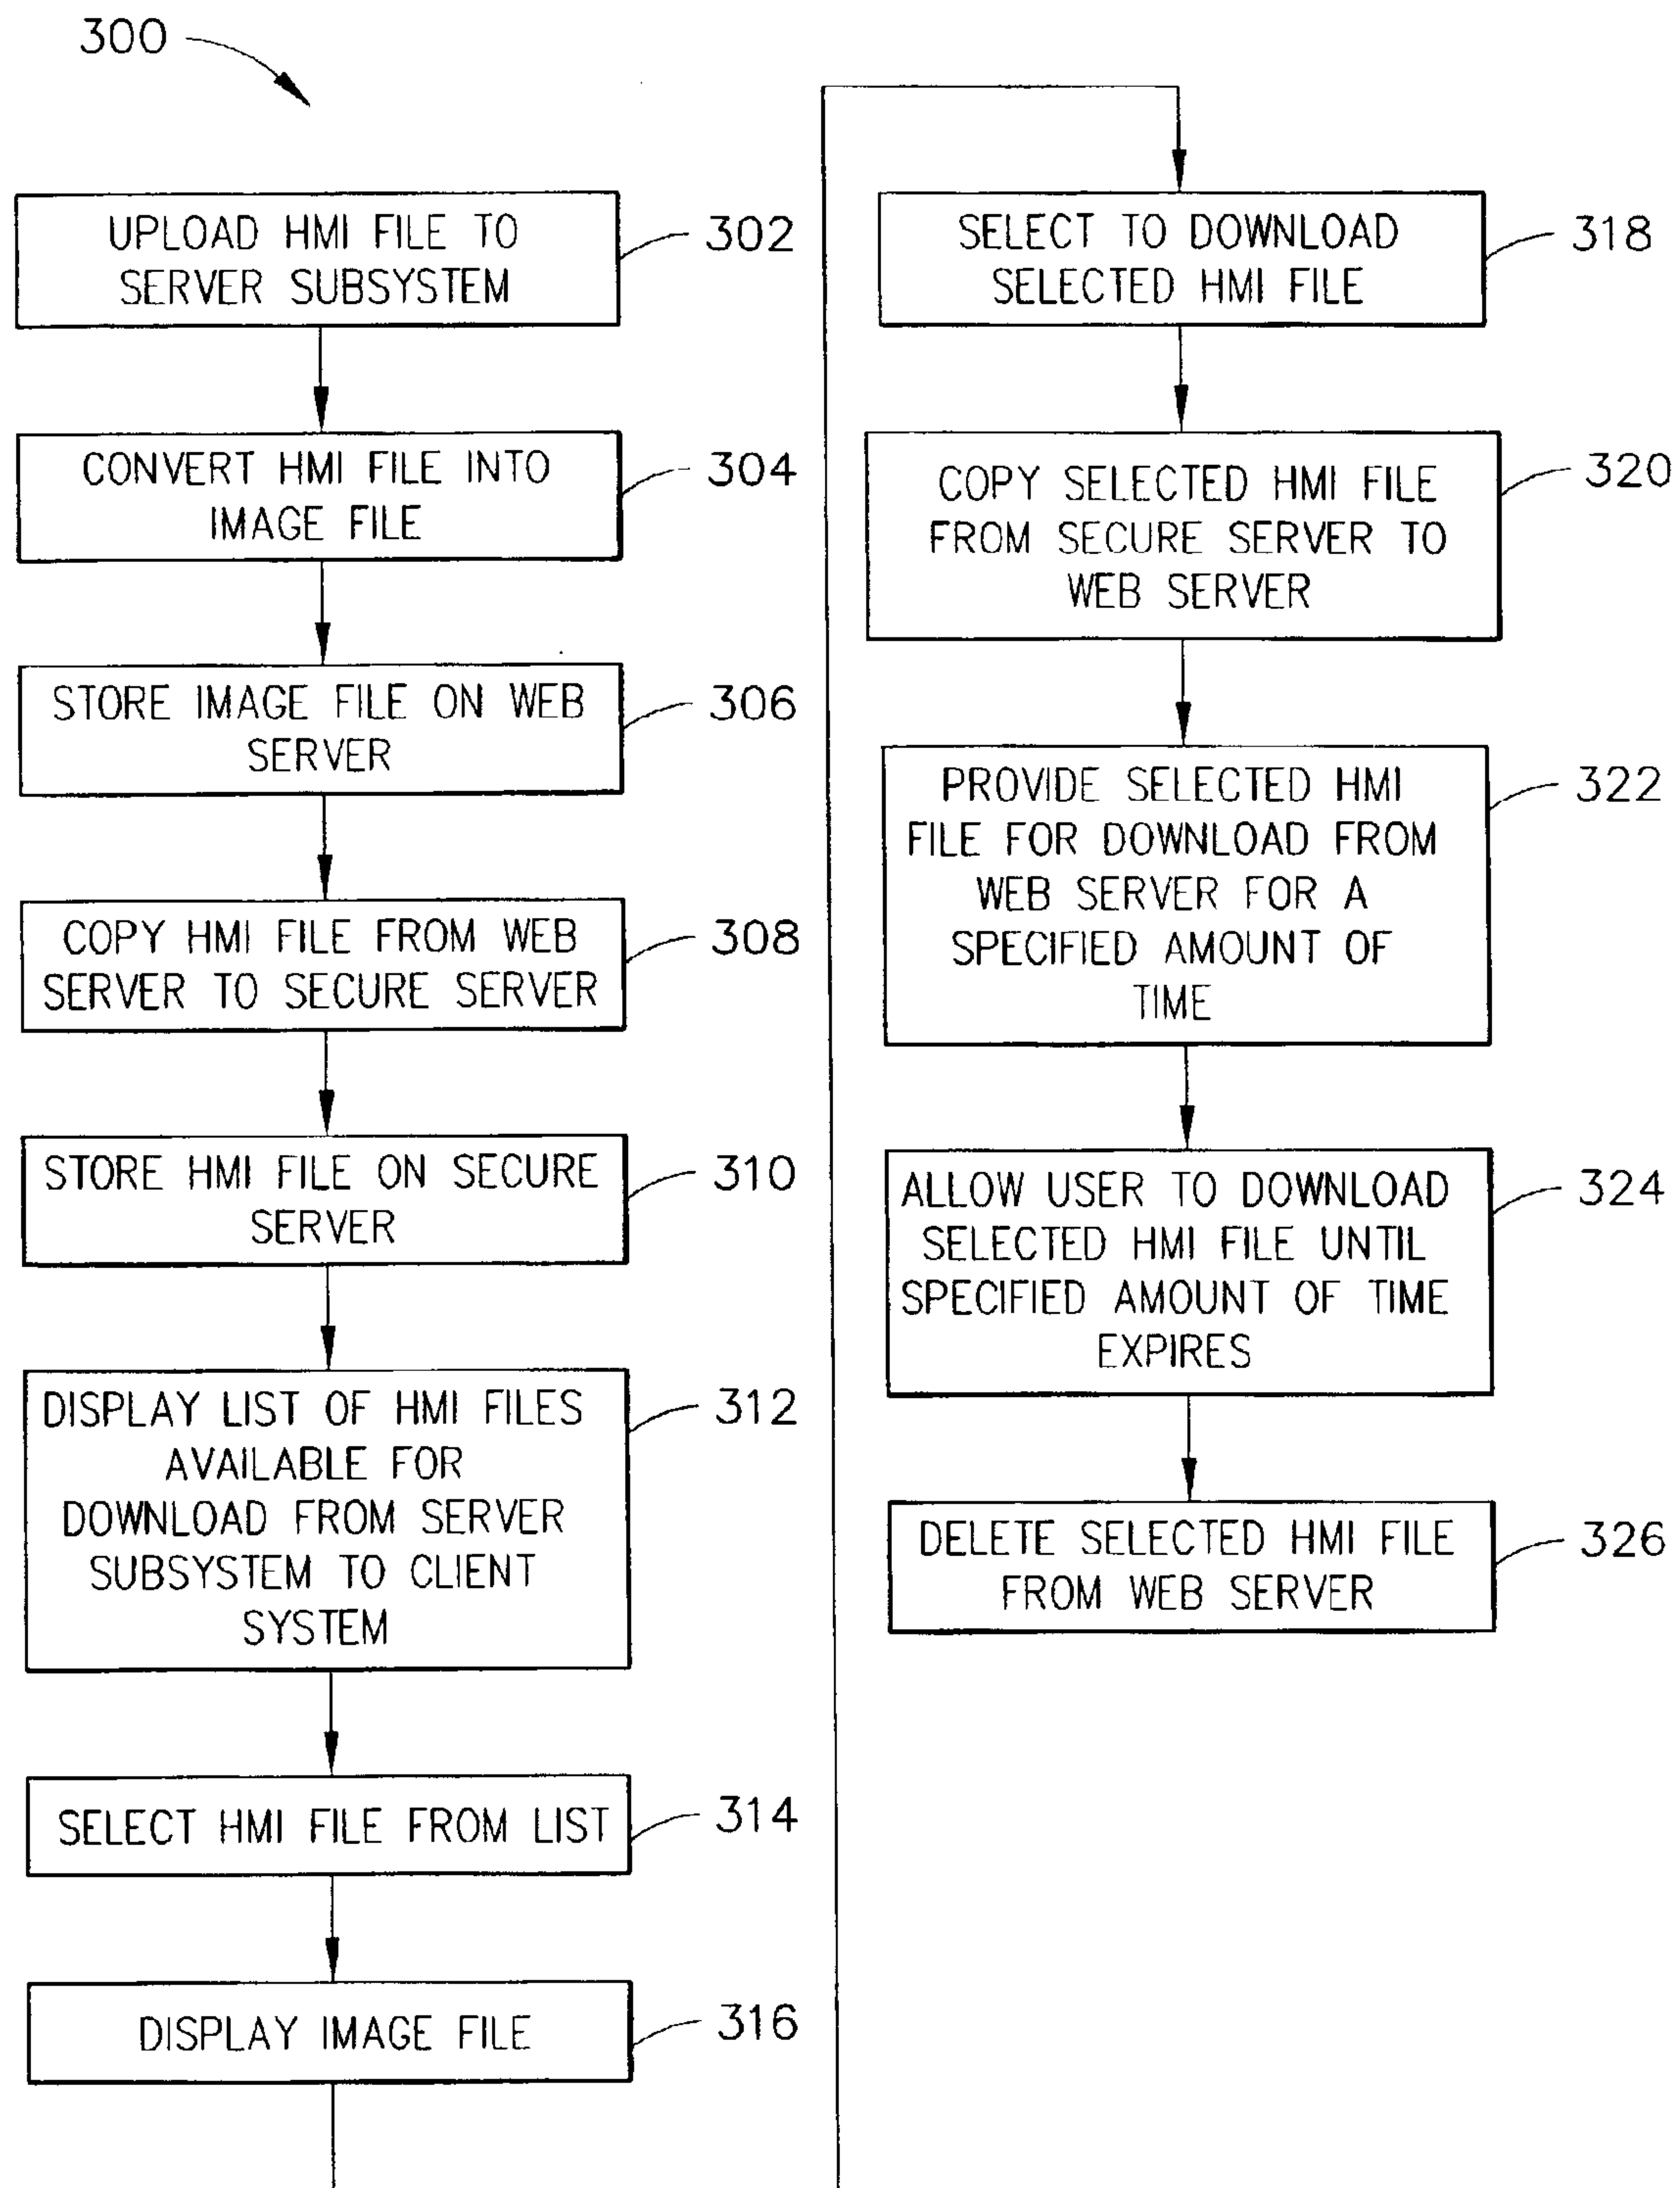 300
UPLOAD HMI FILE TO
SERVER SUBSYSTEM
302
CONVERT HMI FILE INTO
IMAGE FILE
304
STORE IMAGE FILE ON WEB
SERVER
306
COPY HMI FILE FROM WEB
SERVER TO SECURE SERVER
308
STORE HMI FILE ON SECURE
SERVER
310
DISPLAY LIST OF HMI FILES
AVAILABLE FOR
DOWNLOAD FROM SERVER
SUBSYSTEM TO CLIENT
SYSTEM
312
SELECT HMI FILE FROM LIST
314
DISPLAY IMAGE FILE
316
SELECT TO DOWNLOAD
SELECTED HMI FILE
318
COPY SELECTED HMI FILE
FROM SECURE SERVER TO
WEB SERVER
320
PROVIDE SELECTED HMI
FILE FOR DOWNLOAD FROM
WEB SERVER FOR A
SPECIFIED AMOUNT OF
TIME
322
ALLOW USER TO DOWNLOAD
SELECTED HMI FILE UNTIL
SPECIFIED AMOUNT OF TIME
EXPIRES
324
DELETE SELECTED HMI FILE
FROM WEB SERVER
326